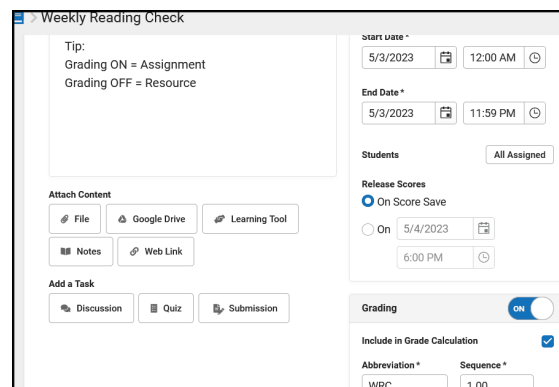 > Weekly Reading Check
Tip:
Grading ON = Assignment
Grading OFF = Resource
Attach Content
File
Google Drive
Learning Tool
Notes
Web Link
Add a Task
Discussion
Quiz
Submission
Start Date *
5/3/2023
12:00 AM
End Date *
5/3/2023
11:59 PM
Students
All Assigned
Release Scores
On Score Save
On
5/4/2023
6:00 PM
Grading
ON
Include in Grade Calculation
Abbreviation *
Sequence *
WRC
1.00